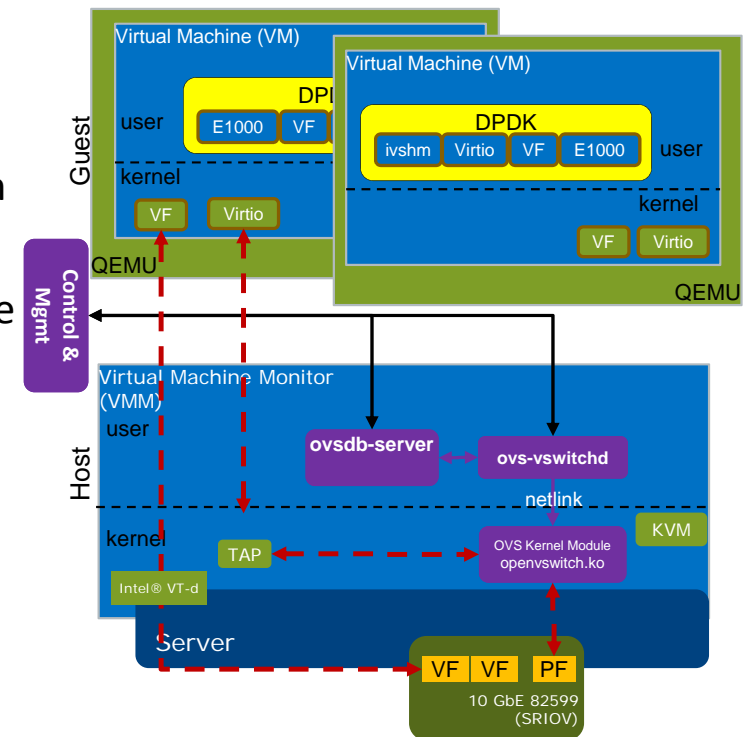 Virtual Machine (VM)
DPD
E1000 VF
user
kernel
VF Virtio
QEMU
Guest
Virtual Machine (VM)
DPDK
ivshm Virtio VF E1000
user
kernel
VF Virtio
QEMU
n
e
Control &
Mgmt
Virtual Machine Monitor
(VMM)
user
Host
ovsdb-server
ovs-vswitchd
netlink
kernel
KVM
TAP
OVS Kernel Module
openvswitch.ko
Intel® VT-d
Server
VF VF PF
10 GbE 82599
(SRIOV)